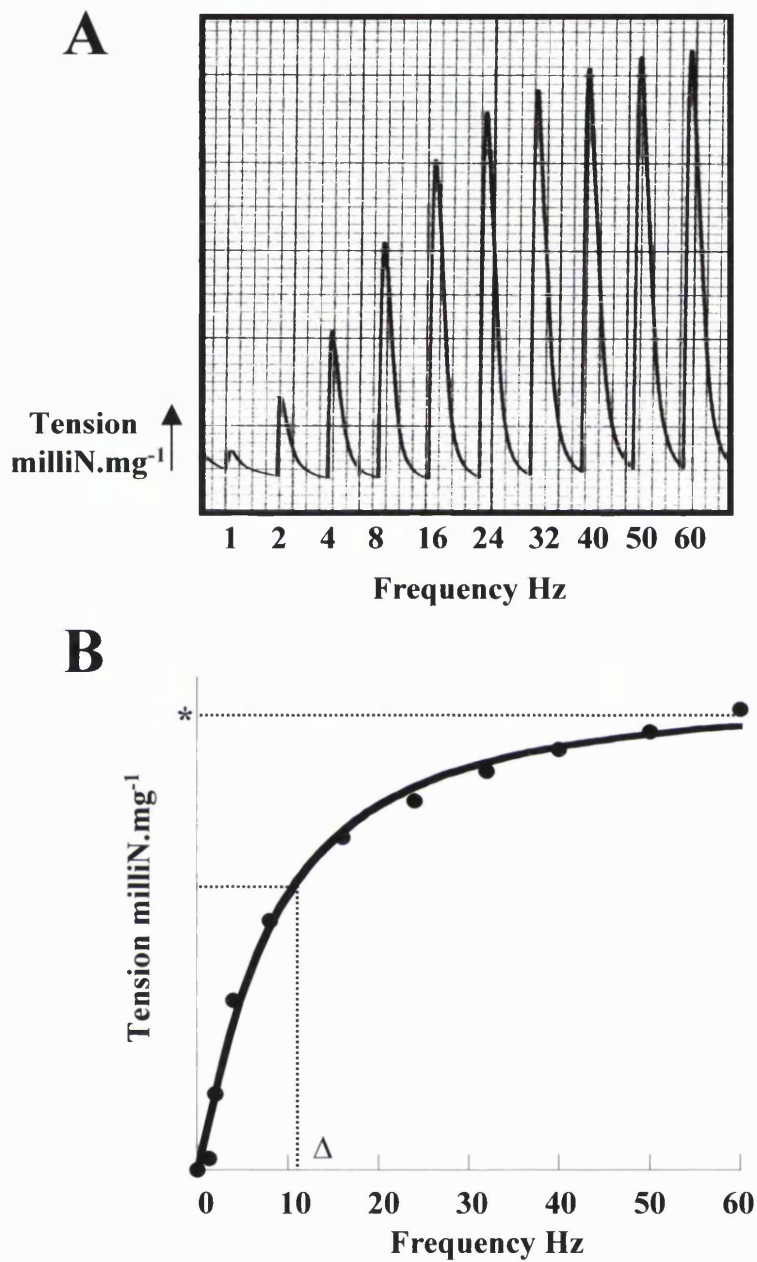 A
Tension
milliN.mg⁻¹
1 2 4 8 16 24 32 40 50 60
Frequency Hz
B
*
Tension milliN.mg⁻¹
Δ
0 10 20 30 40 50 60
Frequency Hz